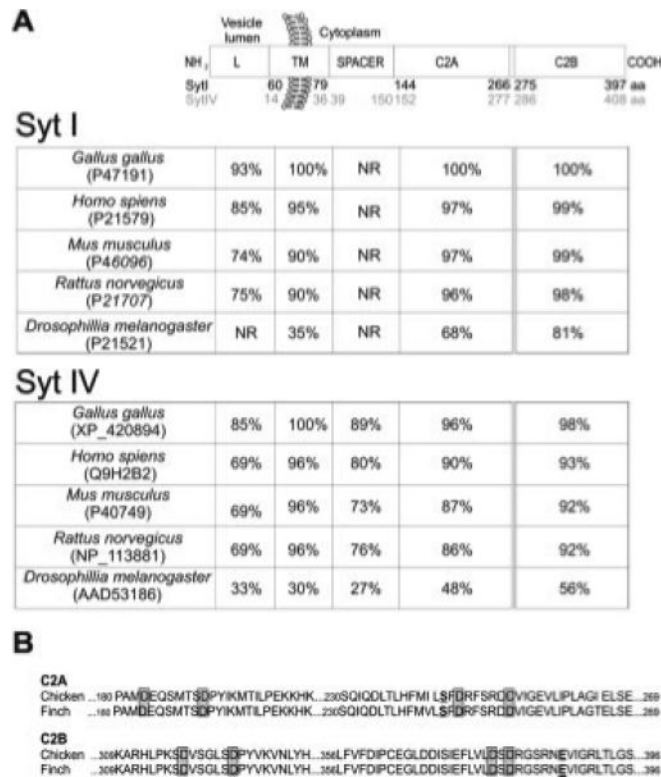 A
Vesicle lumen
Cytoplasm
NH2 L TM SPACER C2A C2B COOH
SytI 60 79 144 266 275 397 aa
SytIV 14 36 39 150 152 277 286 408 aa
Syt I
Gallus gallus (P47191) 93% 100% NR 100% 100%
Homo spiens (P21579) 85% 95% NR 97% 99%
Mus musculus (P46096) 74% 90% NR 97% 99%
Rattus norvegicus (P21707) 75% 90% NR 96% 98%
Drosophillia melanogaster (P21521) NR 35% NR 68% 81%
Syt IV
Gallus gallus (XP_420894) 85% 100% 89% 96% 98%
Homo spiens (Q9H2B2) 69% 96% 80% 90% 93%
Mus musculus (P40749) 69% 96% 73% 87% 92%
Rattus norvegicus (NP_113881) 69% 96% 76% 86% 92%
Drosophillia melanogaster (AAD53186) 33% 30% 27% 48% 56%
B
C2A
Chicken ...180 PAMDEQSMTSDPYIKMTILPEKKHK...230SQIQDLTLHFMILSFDRFSRDDVIGEVLIPLAGIELSE...269
Finch ...180 PAMDEQSMTSDPYIKMTILPEKKHK...230SQIQDLTLHFMILSFDRFSRDDVIGEVLIPLAGTELSE...269
C2B
Chicken ...309KARHLPKSDVSGLSDPYVKVNLYH...356LFVFDIPCEGLDDISIEFLVLDSDRGSRNEVIGRLTLGS...396
Finch ...309KARHLPKSDVSGLSDPYVKVNLYH...356LFVFDIPCEGLDDISIEFLVLDSDRGSRNEVIGRLTLGS...396